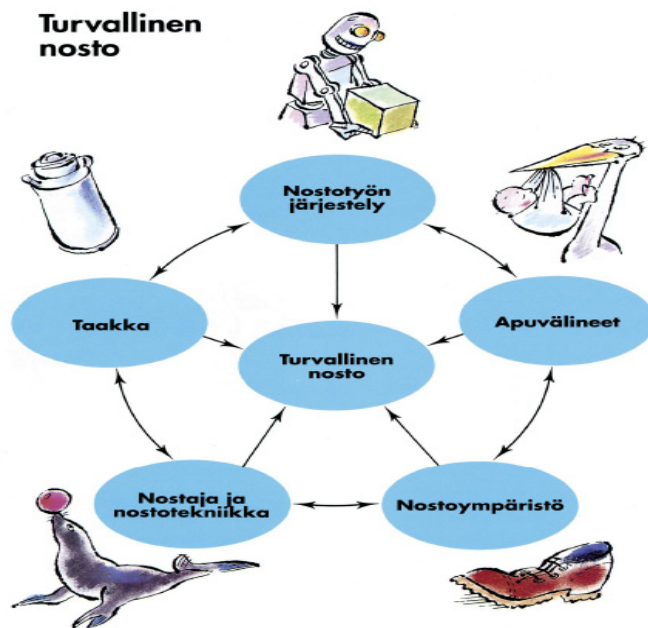 Turvallinen
nosto
Nostotyön
järjestely
Taakka
Apuvälineet
Turvallinen
nosto
Nostaja ja
nostotekniikka
Nostoympäristö